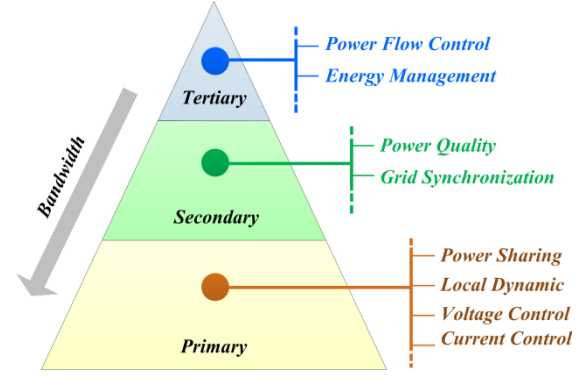 Power Flow Control
Energy Management
Tertiary
Bandwidth
Power Quality
Grid Synchronization
Secondary
Power Sharing
Local Dynamic
Voltage Control
Current Control
Primary